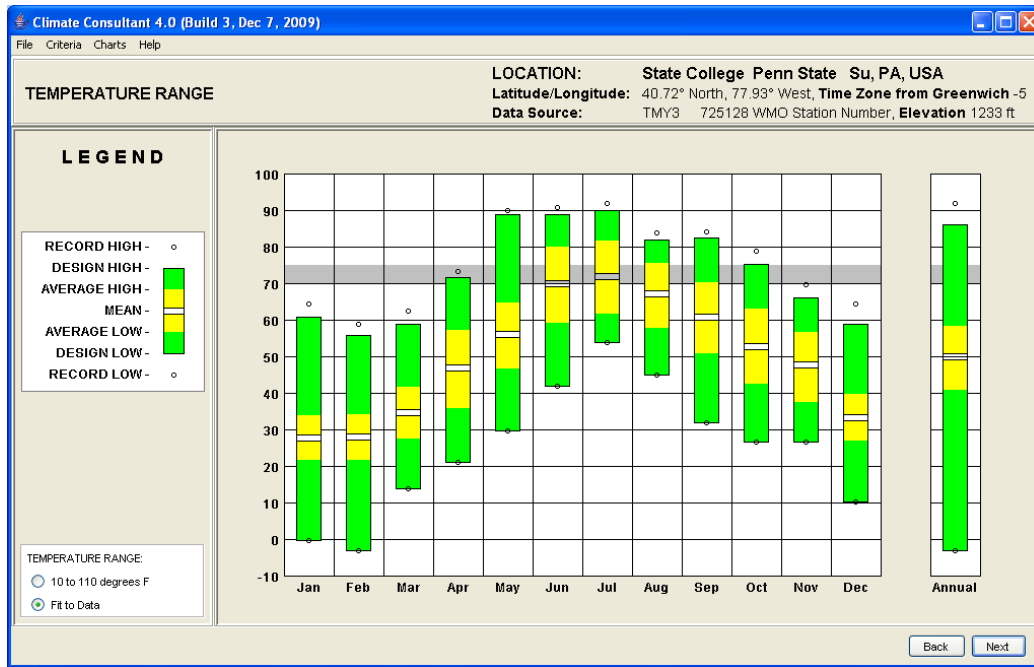 Climate Consultant 4.0 (Build 3, Dec 7, 2009)
File Criteria Charts Help
TEMPERATURE RANGE
LOCATION: State College Penn State Su, PA, USA
Latitude/Longitude: 40.72° North, 77.93° West, Time Zone from Greenwich -5
Data Source: TMY3 725128 WMO Station Number, Elevation 1233 ft
LEGEND
RECORD HIGH -
DESIGN HIGH -
AVERAGE HIGH -
MEAN -
AVERAGE LOW -
DESIGN LOW -
RECORD LOW -
TEMPERATURE RANGE:
10 to 110 degrees F
Fit to Data
100
90
80
70
60
50
40
30
20
10
0
-10
Jan Feb Mar Apr May Jun Jul Aug Sep Oct Nov Dec Annual
Back Next